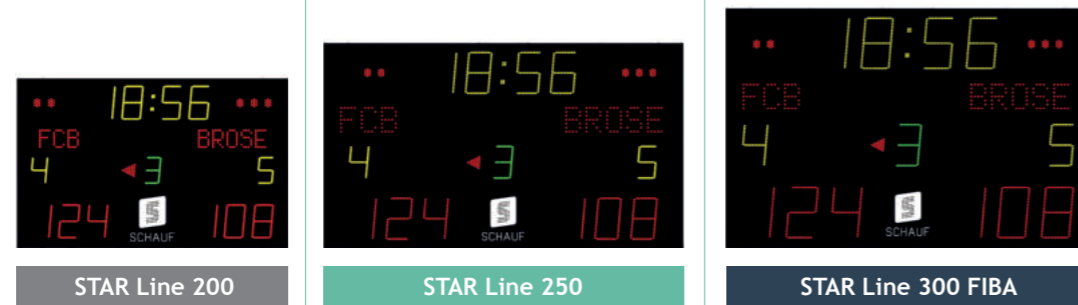 18:56
FCB BROSE
4 3 5
124 108
SCHAUF
STAR Line 200
18:56
FCB BROSE
4 3 5
124 108
SCHAUF
STAR Line 250
18:56
FCB BROSE
4 3 5
124 108
SCHAUF
STAR Line 300 FIBA